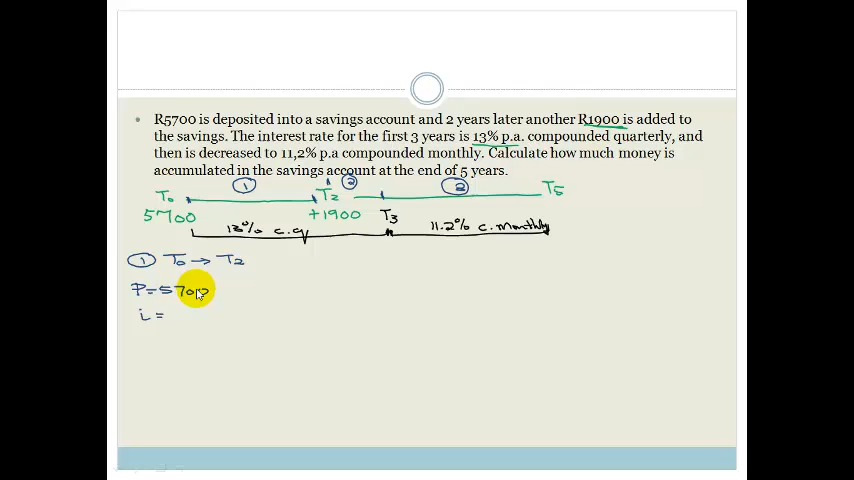 R5700 is deposited into a savings account and 2 years later another R1900 is added to
the savings. The interest rate for the first 3 years is 13% p.a. compounded quarterly, and
then is decreased to 11,2% p.a compounded monthly. Calculate how much money is
accumulated in the savings account at the end of 5 years.
① ② ②
T0 T2 T5
5700 +1900 T3
13% c.q 11.2% c.monthly
① T0 → T2
P=5700
i =